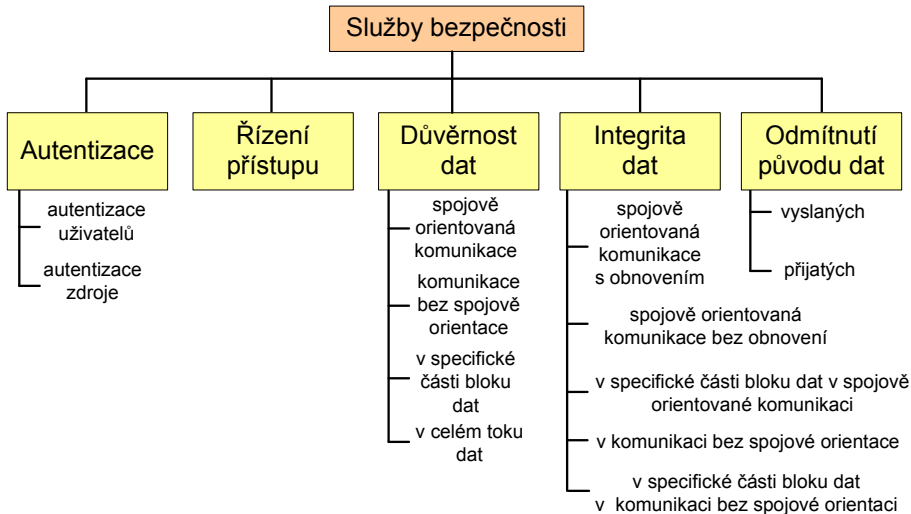 Služby bezpečnosti
Autentizace
Řízení
přístupu
Důvěrnost
dat
Integrita
dat
Odmítnutí
původu dat
autentizace
uživatelů
autentizace
zdroje
spojově
orientovaná
komunikace
komunikace
bez spojově
orientace
v specifické
části bloku
dat
v celém toku
dat
spojově
orientovaná
komunikace
s obnovením
spojově orientovaná
komunikace bez obnovení
v specifické části bloku dat v spojově
orientované komunikaci
v komunikaci bez spojové orientace
v specifické části bloku dat
v komunikaci bez spojové orientaci
vyslaných
přijatých